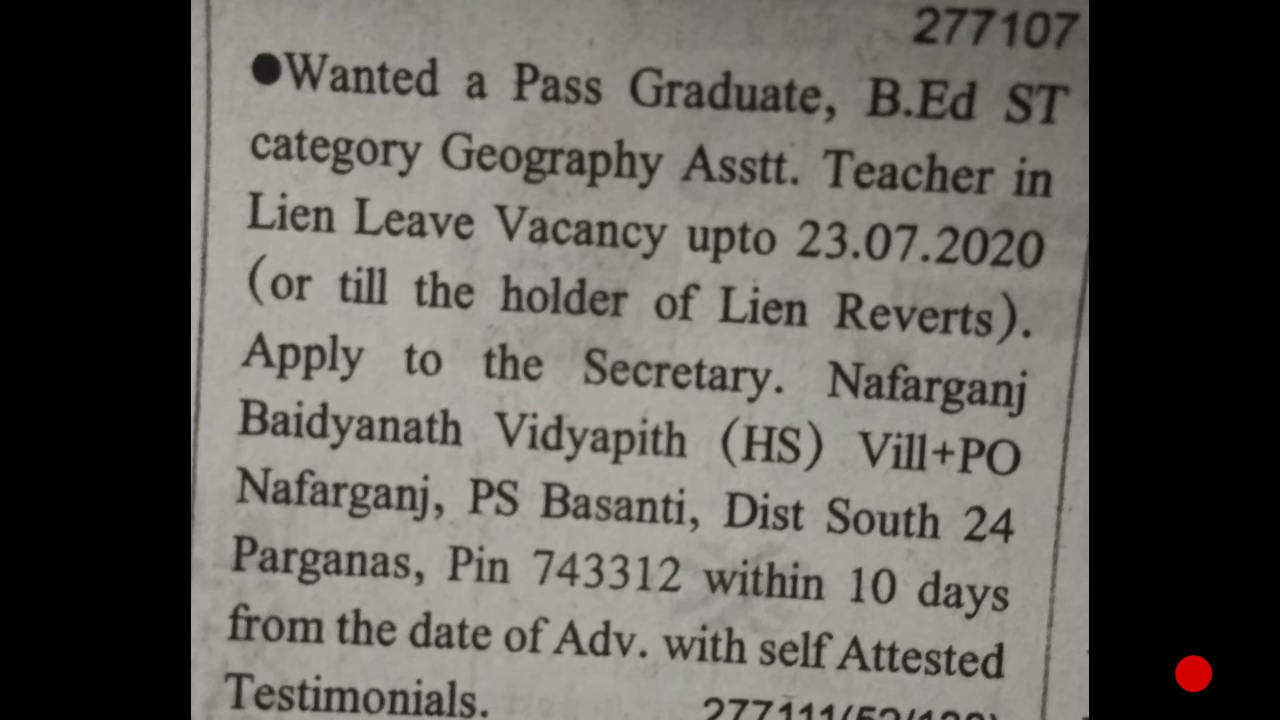 277107
●Wanted a Pass Graduate, B.Ed ST
category Geography Asstt. Teacher in
Lien Leave Vacancy upto 23.07.2020
(or till the holder of Lien Reverts).
Apply to the Secretary. Nafarganj
Baidyanath Vidyapith (HS) Vill+PO
Nafarganj, PS Basanti, Dist South 24
Parganas, Pin 743312 within 10 days
from the date of Adv. with self Attested
Testimonials.